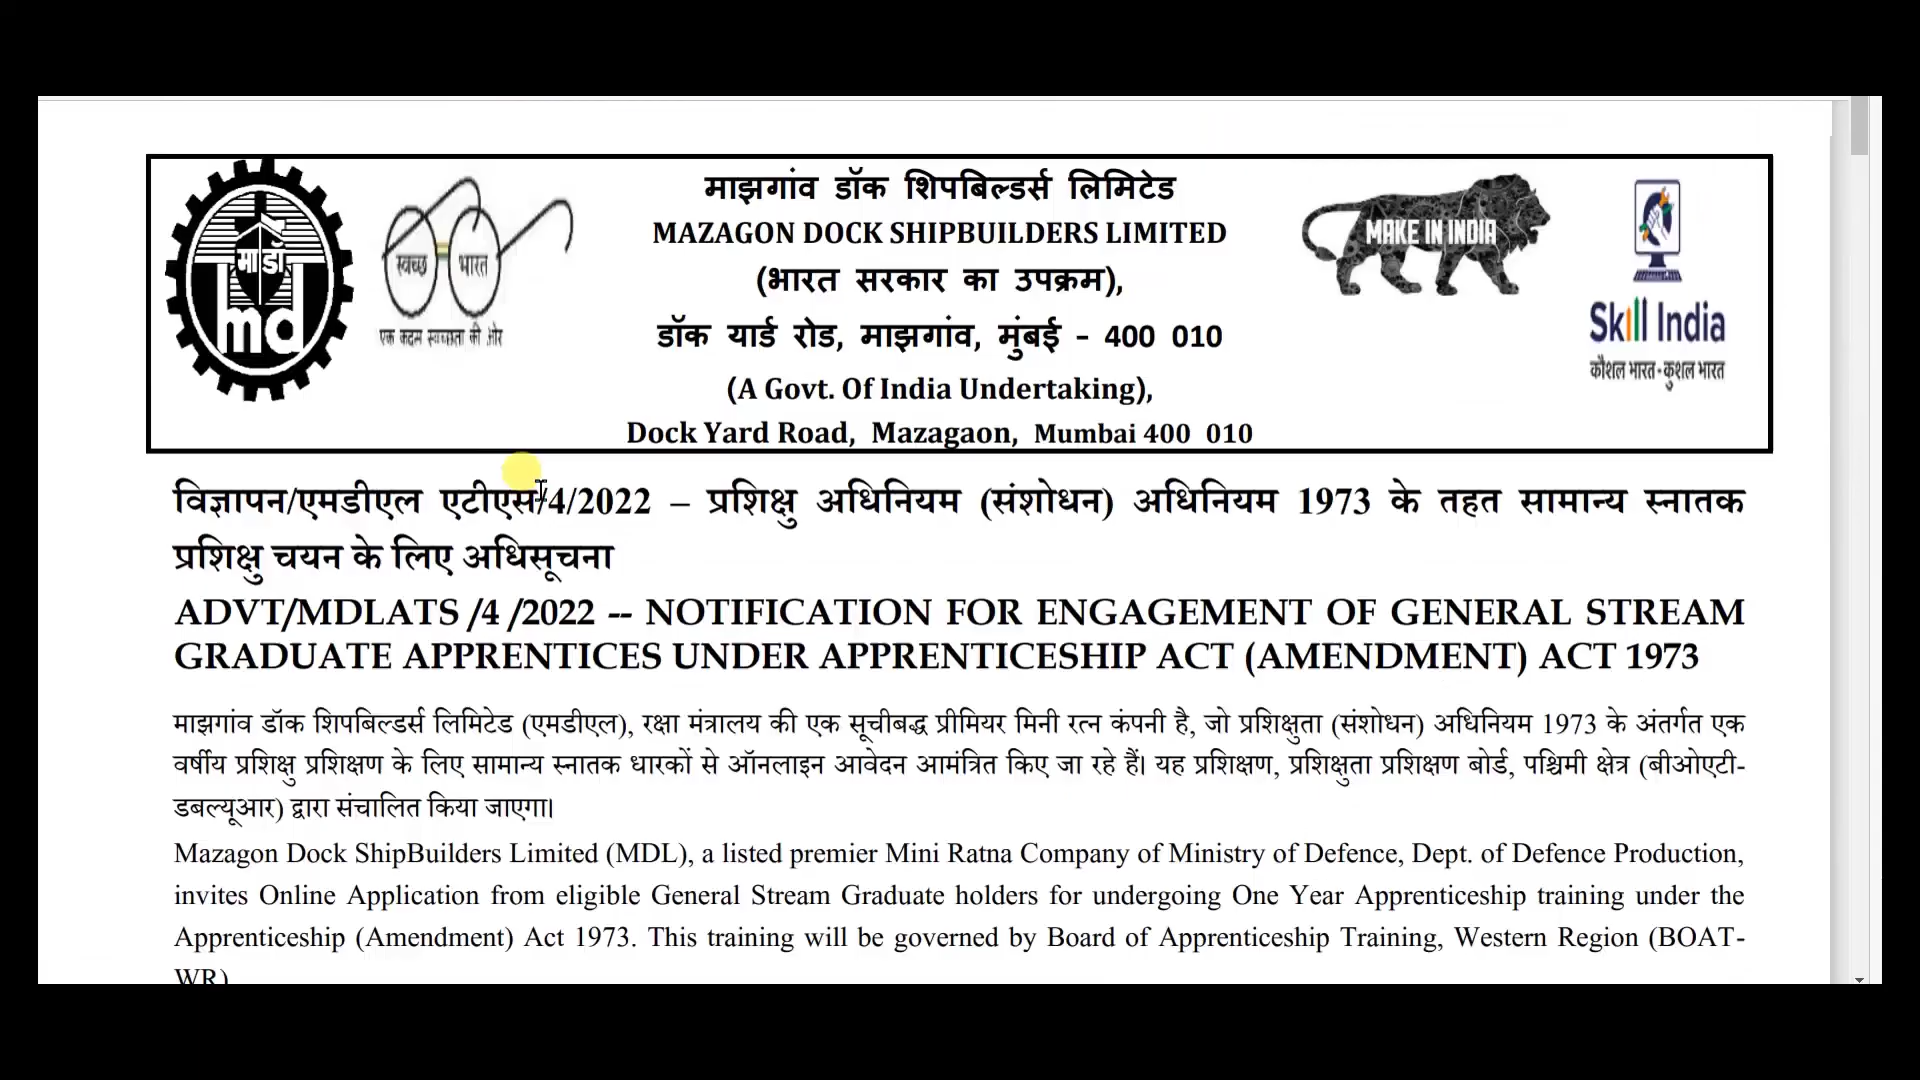 माझगांव डॉक शिपबिल्डर्स लिमिटेड
MAZAGON DOCK SHIPBUILDERS LIMITED
(भारत सरकार का उपक्रम),
डॉक यार्ड रोड, माझगांव, मुंबई - 400 010
(A Govt. Of India Undertaking),
Dock Yard Road, Mazagaon, Mumbai 400 010
माडॉ
md
स्वच्छ भारत
एक कदम स्वच्छता की ओर
MAKE IN INDIA
Skill India
कौशल भारत-कुशल भारत
विज्ञापन/एमडीएल एटीएस/4/2022 – प्रशिक्षु अधिनियम (संशोधन) अधिनियम 1973 के तहत सामान्य स्नातक
प्रशिक्षु चयन के लिए अधिसूचना
ADVT/MDLATS /4 /2022 -- NOTIFICATION FOR ENGAGEMENT OF GENERAL STREAM
GRADUATE APPRENTICES UNDER APPRENTICESHIP ACT (AMENDMENT) ACT 1973
माझगांव डॉक शिपबिल्डर्स लिमिटेड (एमडीएल), रक्षा मंत्रालय की एक सूचीबद्ध प्रीमियर मिनी रत्न कंपनी है, जो प्रशिक्षुता (संशोधन) अधिनियम 1973 के अंतर्गत एक
वर्षीय प्रशिक्षु प्रशिक्षण के लिए सामान्य स्नातक धारकों से ऑनलाइन आवेदन आमंत्रित किए जा रहे हैं। यह प्रशिक्षण, प्रशिक्षुता प्रशिक्षण बोर्ड, पश्चिमी क्षेत्र (बीओएटी-
डबल्यूआर) द्वारा संचालित किया जाएगा।
Mazagon Dock ShipBuilders Limited (MDL), a listed premier Mini Ratna Company of Ministry of Defence, Dept. of Defence Production,
invites Online Application from eligible General Stream Graduate holders for undergoing One Year Apprenticeship training under the
Apprenticeship (Amendment) Act 1973. This training will be governed by Board of Apprenticeship Training, Western Region (BOAT-
WR)